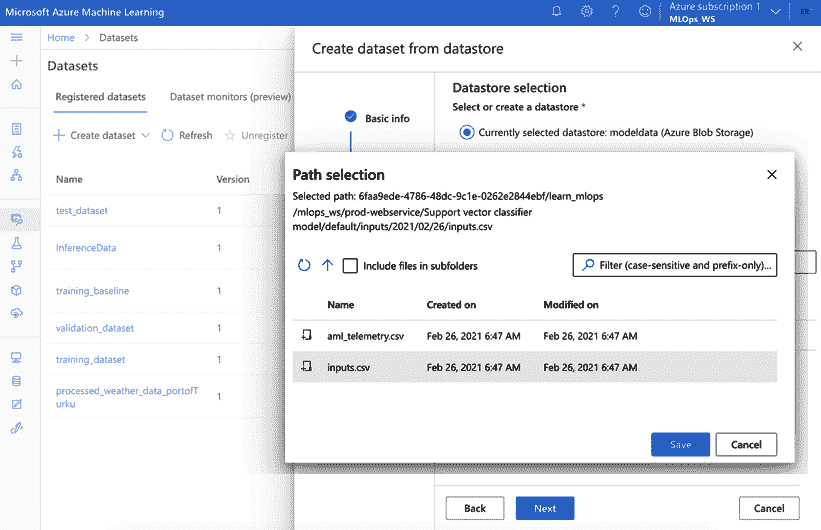 Microsoft Azure Machine Learning
Azure subscription 1
MLOps_WS
ER
Home > Datasets
Datasets
Registered datasets
Dataset monitors (preview)
Create dataset
Refresh
Unregister
Name
Version
test_dataset
1
InferenceData
1
training_baseline
1
validation_dataset
1
training_dataset
1
processed_weather_data_portofT
urku
1
Create dataset from datastore
Basic info
Datastore selection
Select or create a datastore *
Currently selected datastore: modeldata (Azure Blob Storage)
Path selection
Selected path: 6faa9ede-4786-48dc-9c1e-0262e2844ebf/learn_mlops
/mlops_ws/prod-webservice/Support vector classifier
model/default/inputs/2021/02/26/inputs.csv
Include files in subfolders
Filter (case-sensitive and prefix-only)...
Name
Created on
Modified on
aml_telemetry.csv
Feb 26, 2021 6:47 AM
Feb 26, 2021 6:47 AM
inputs.csv
Feb 26, 2021 6:47 AM
Feb 26, 2021 6:47 AM
Save
Cancel
Back
Next
Cancel